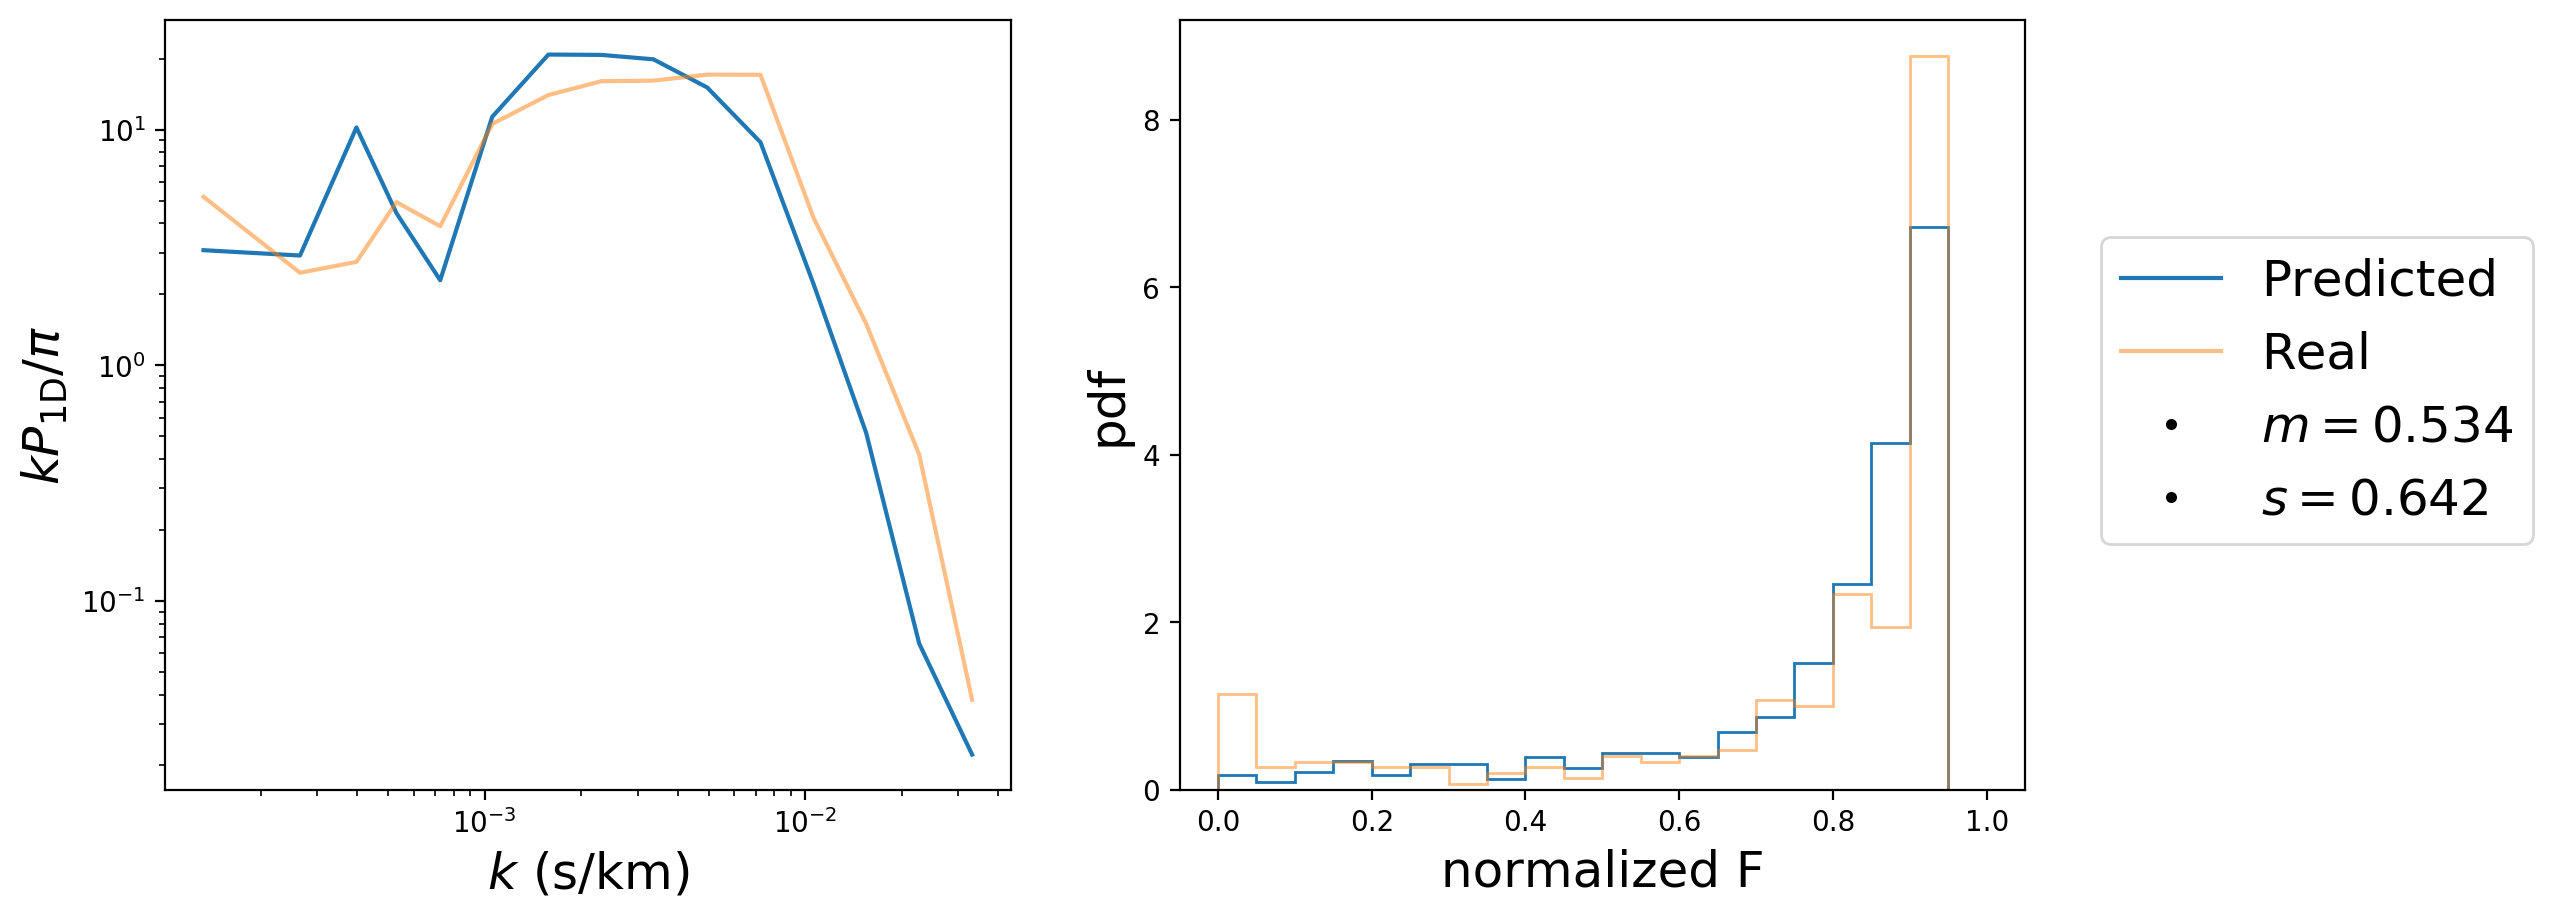 10¹
10⁰
10⁻¹
kP₁D/π
10⁻³ 10⁻²
k (s/km)
8
6
4
2
0
pdf
0.0 0.2 0.4 0.6 0.8 1.0
normalized F
Predicted
Real
m = 0.534
s = 0.642